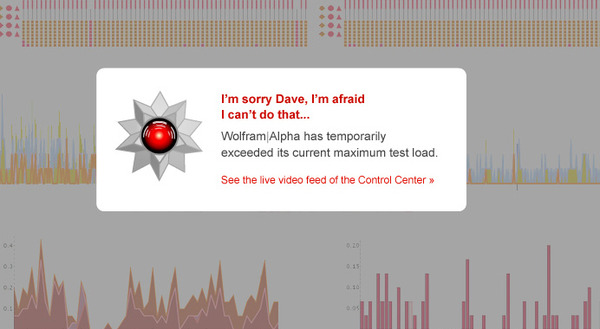 I'm sorry Dave, I'm afraid
I can't do that...
Wolfram|Alpha has temporarily
exceeded its current maximum test load.
See the live video feed of the Control Center »
0.4
0.3
0.2
0.1
0.20
0.15
0.10
0.05